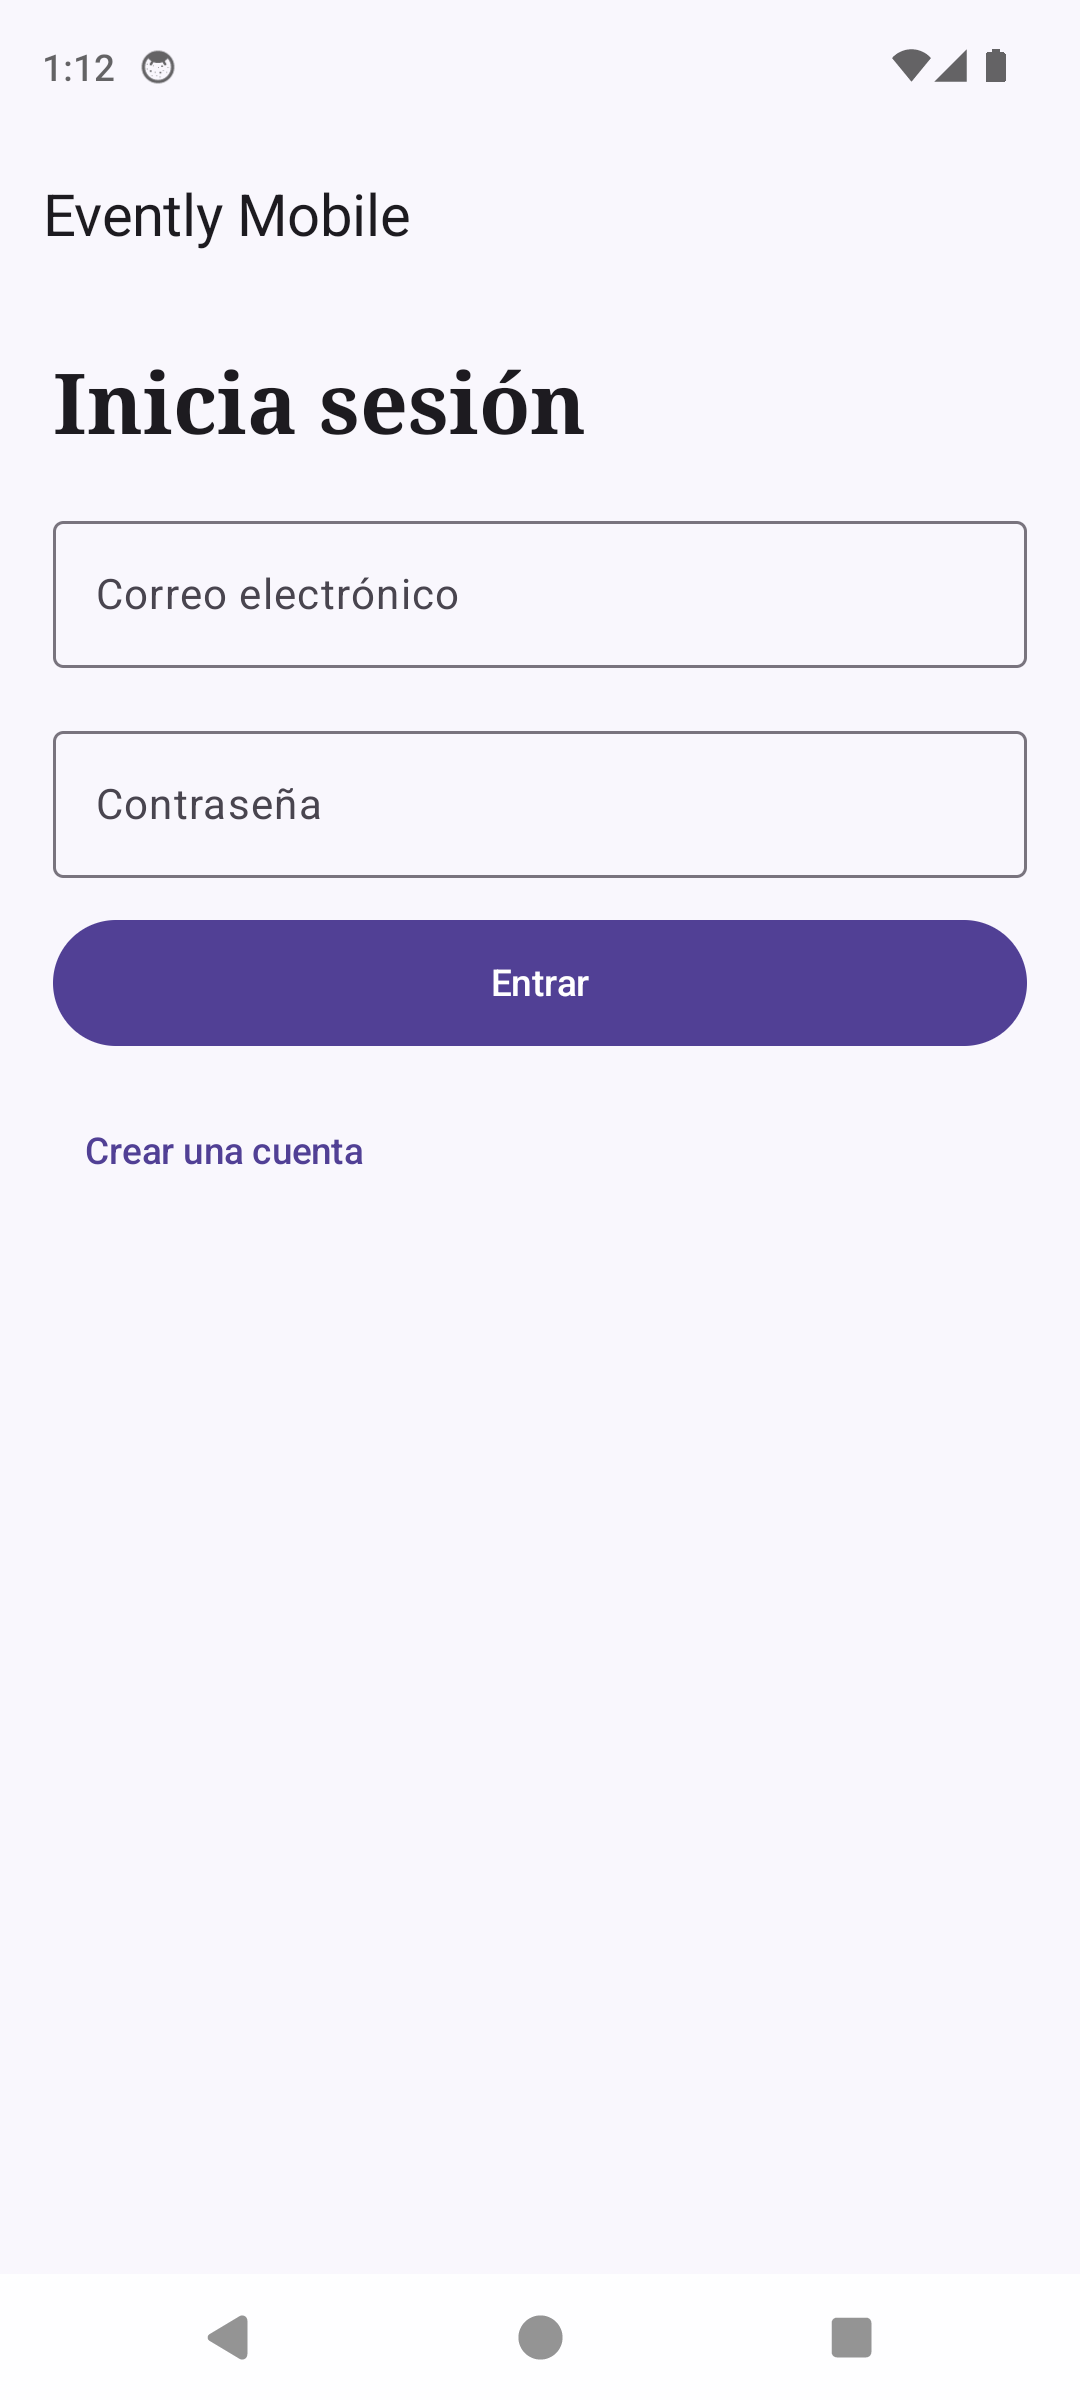 1:12
Evently Mobile
Inicia sesión
Correo electrónico
Contraseña
Entrar
Crear una cuenta